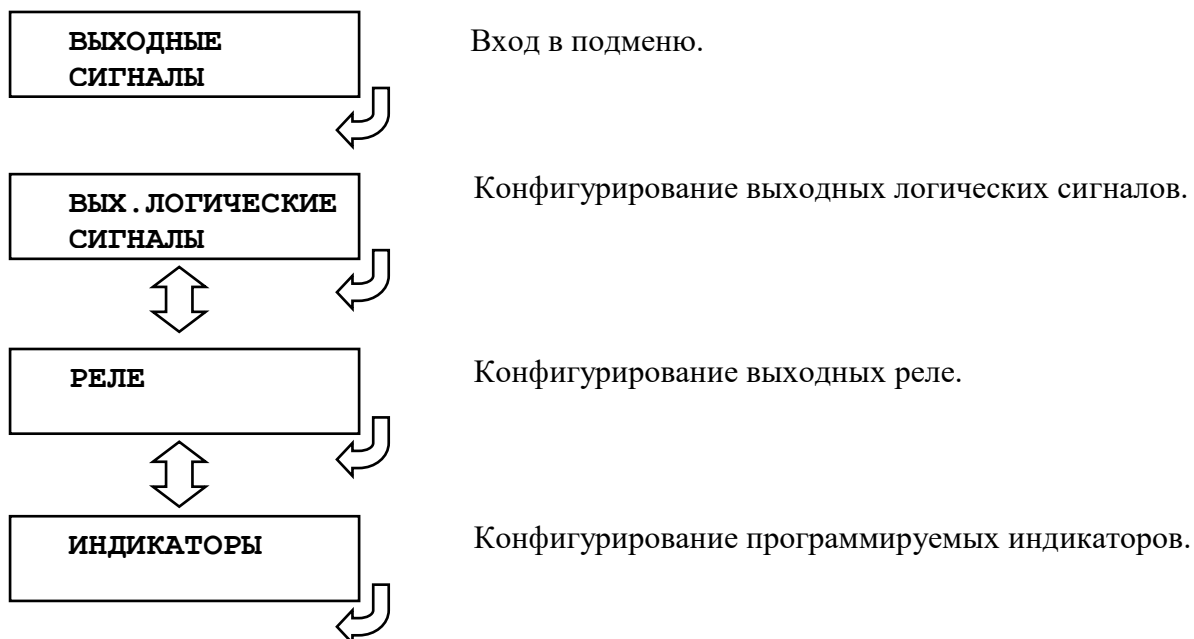 ВЫХОДНЫЕ
СИГНАЛЫ
Вход в подменю.
ВЫХ.ЛОГИЧЕСКИЕ
СИГНАЛЫ
Конфигурирование выходных логических сигналов.
РЕЛЕ
Конфигурирование выходных реле.
ИНДИКАТОРЫ
Конфигурирование программируемых индикаторов.